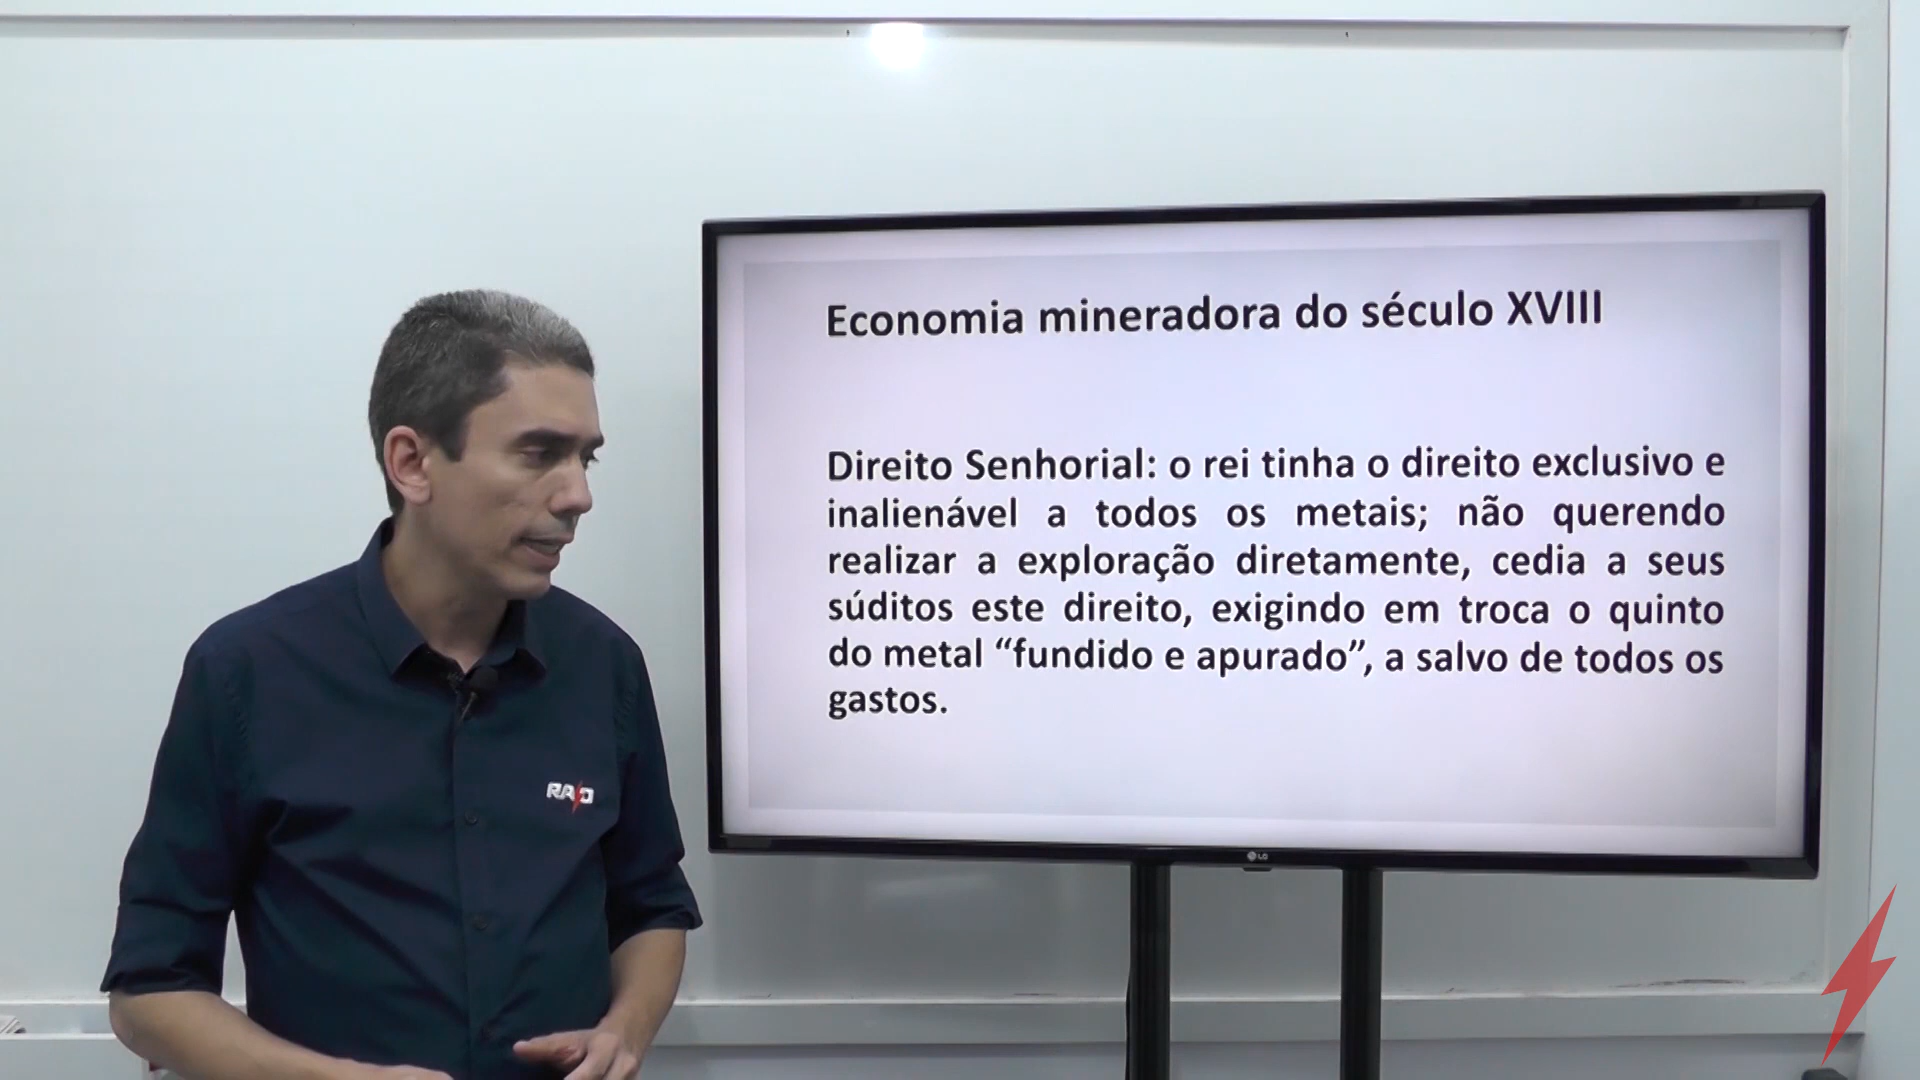 Economia mineradora do século XVIII
Direito Senhorial: o rei tinha o direito exclusivo e
inalienável a todos os metais; não querendo
realizar a exploração diretamente, cedia a seus
súditos este direito, exigindo em troca o quinto
do metal “fundido e apurado”, a salvo de todos os
gastos.
RAIO
LG